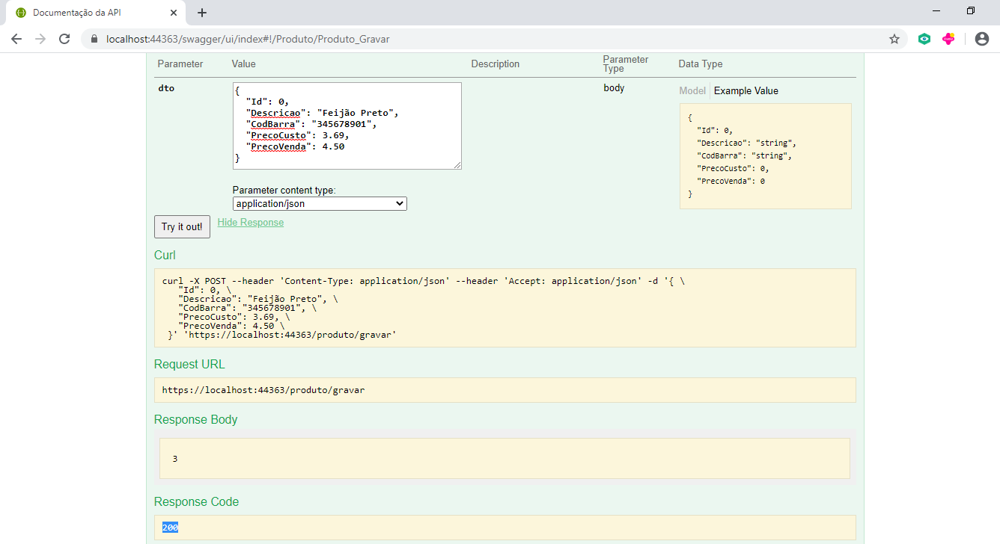 Documentação da API
localhost:44363/swagger/ui/index#!/Produto/Produto_Gravar
Parameter Value Description Parameter Type Data Type
dto
{
"Id": 0,
"Descricao": "Feijão Preto",
"CodBarra": "345678901",
"PrecoCusto": 3.69,
"PrecoVenda": 4.50
}
Parameter content type:
application/json
body
Model Example Value
{
"Id": 0,
"Descricao": "string",
"CodBarra": "string",
"PrecoCusto": 0,
"PrecoVenda": 0
}
Try it out! Hide Response
Curl
curl -X POST --header 'Content-Type: application/json' --header 'Accept: application/json' -d '{ \
"Id": 0, \
"Descricao": "Feijão Preto", \
"CodBarra": "345678901", \
"PrecoCusto": 3.69, \
"PrecoVenda": 4.50 \
}' 'https://localhost:44363/produto/gravar'
Request URL
https://localhost:44363/produto/gravar
Response Body
3
Response Code
200